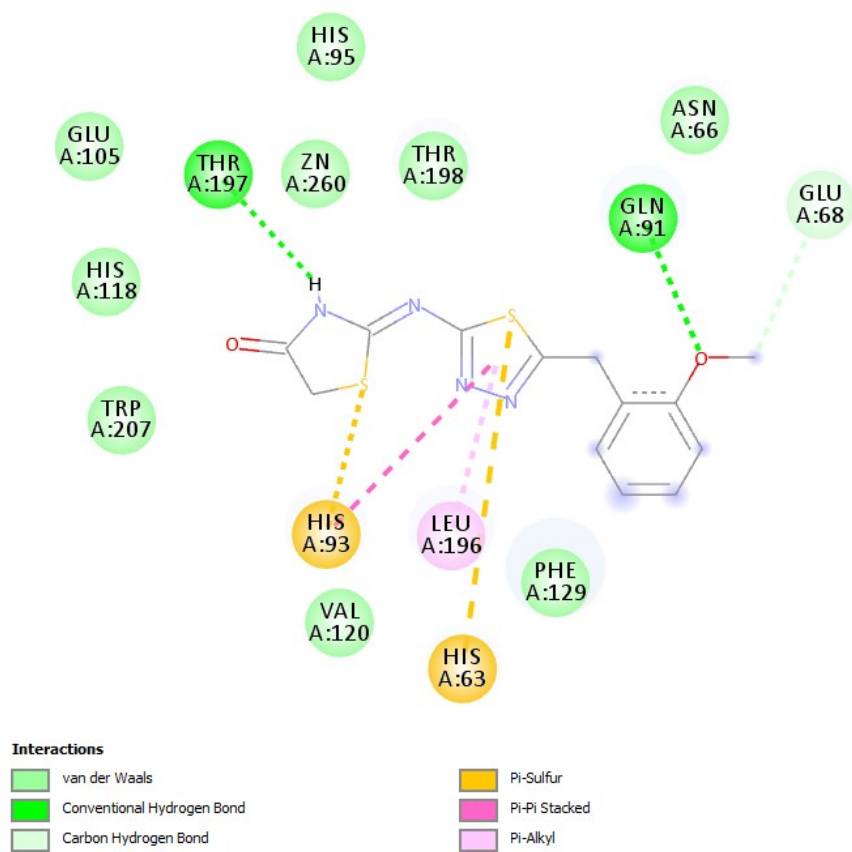 HIS
A:95
ASN
A:66
GLU
A:105
THR
A:197
ZN
A:260
THR
A:198
GLN
A:91
GLU
A:68
HIS
A:118
H
N
N
O
S
S
O
N
N
TRP
A:207
HIS
A:93
LEU
A:196
PHE
A:129
VAL
A:120
HIS
A:63
Interactions
van der Waals
Conventional Hydrogen Bond
Carbon Hydrogen Bond
Pi-Sulfur
Pi-Pi Stacked
Pi-Alkyl